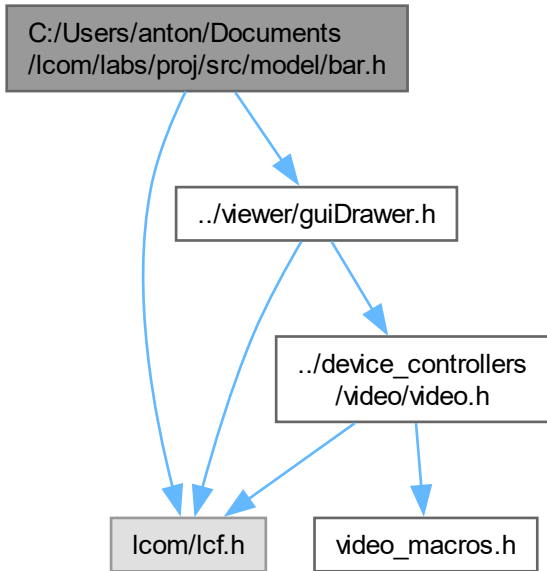 C:/Users/anton/Documents
/lcom/labs/proj/src/model/bar.h
../viewer/guiDrawer.h
../device_controllers
/video/video.h
lcom/lcf.h
video_macros.h